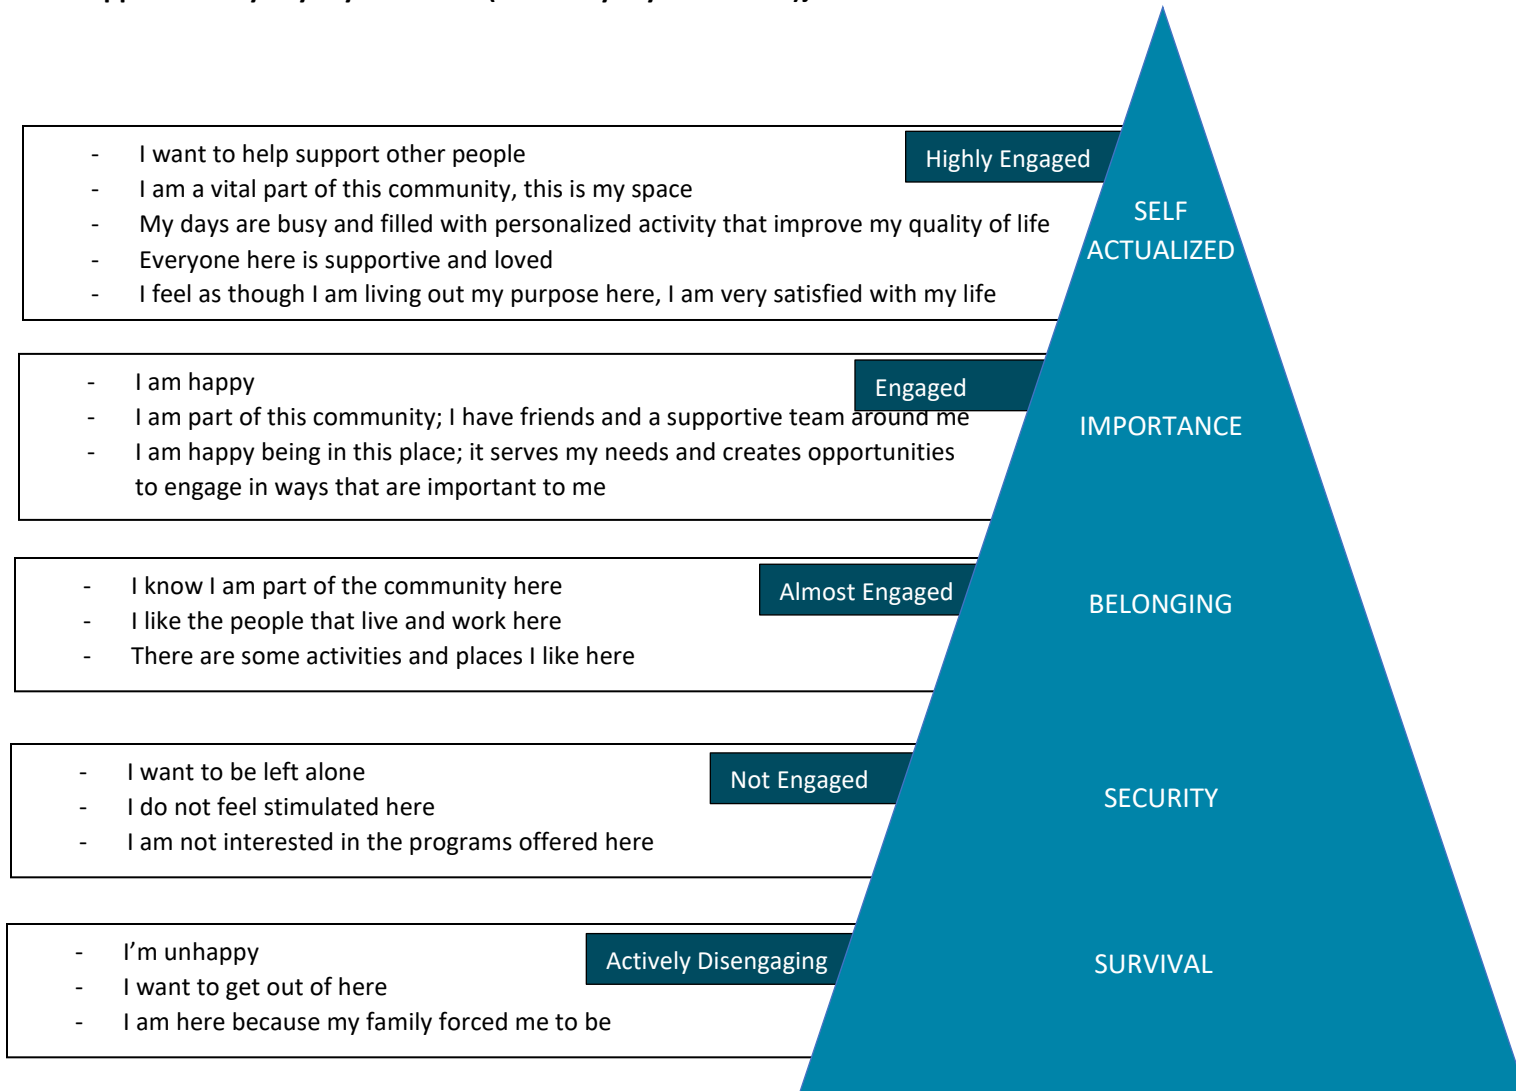 - I want to help support other people
- I am a vital part of this community, this is my space
- My days are busy and filled with personalized activity that improve my quality of life
- Everyone here is supportive and loved
- I feel as though I am living out my purpose here, I am very satisfied with my life
Highly Engaged
SELF
ACTUALIZED
- I am happy
- I am part of this community; I have friends and a supportive team around me
- I am happy being in this place; it serves my needs and creates opportunities
to engage in ways that are important to me
Engaged
IMPORTANCE
- I know I am part of the community here
- I like the people that live and work here
- There are some activities and places I like here
Almost Engaged
BELONGING
- I want to be left alone
- I do not feel stimulated here
- I am not interested in the programs offered here
Not Engaged
SECURITY
- I’m unhappy
- I want to get out of here
- I am here because my family forced me to be
Actively Disengaging
SURVIVAL